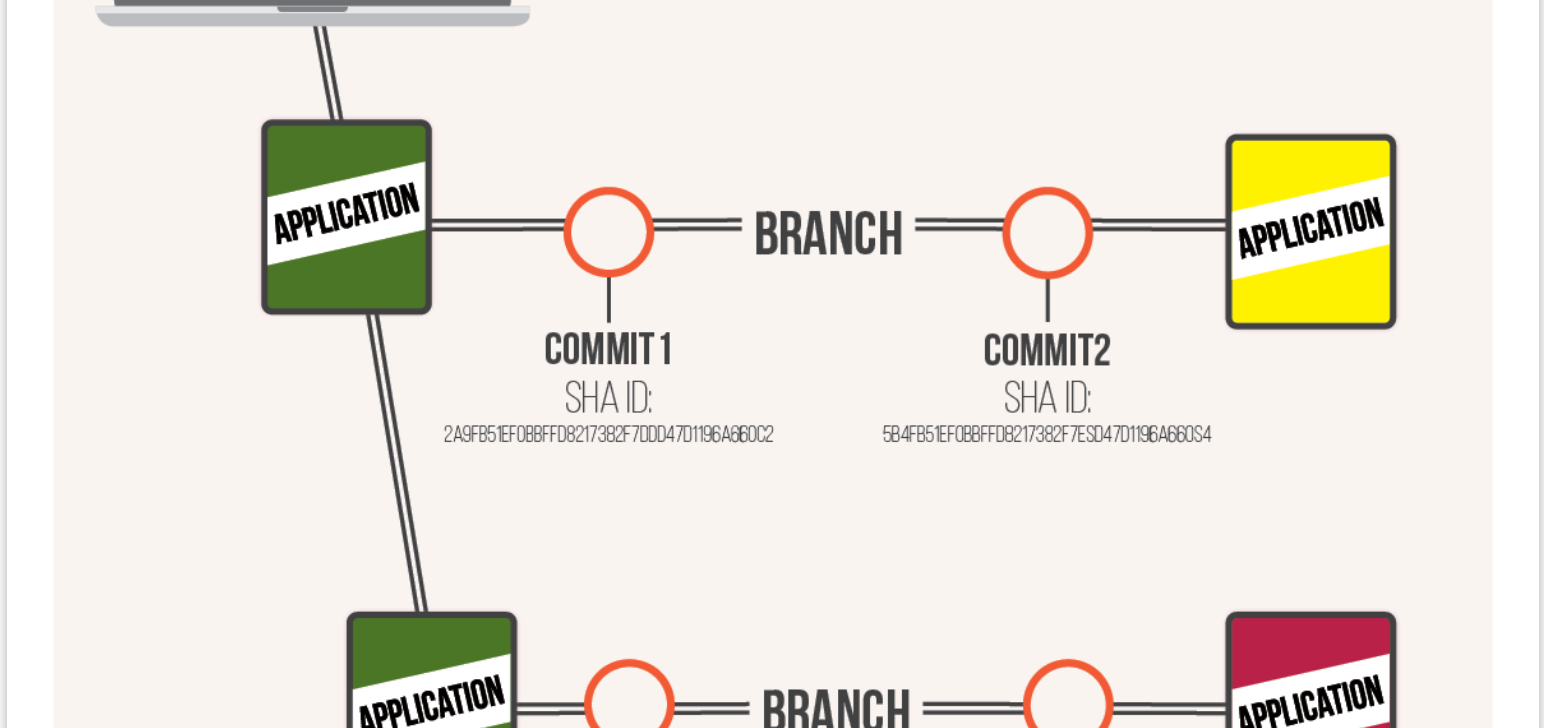 APPLICATION
BRANCH
APPLICATION
COMMIT 1
COMMIT2
SHA ID:
SHA ID:
2A9FB51EF0BBFFD8217382F7DDD47D1196A660C2
5B4FB51EF0BBFFD8217382F7ESD47D1196A660S4
APPLICATION
BRANCH
APPLICATION